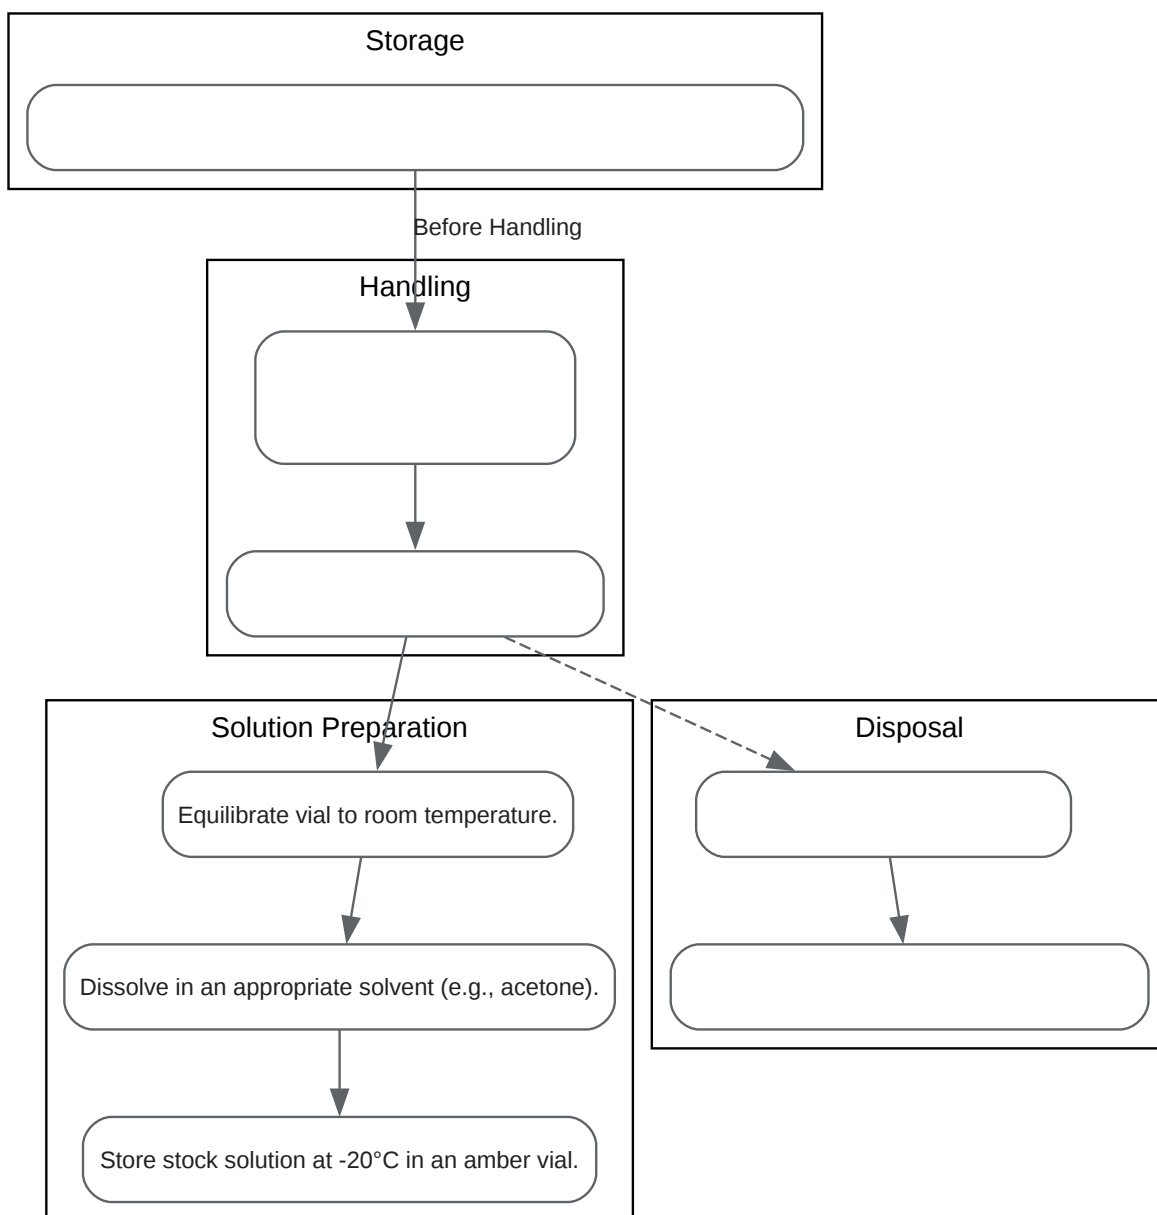 Storage
Before Handling
Handling
Solution Preparation
Disposal
Equilibrate vial to room temperature.
Dissolve in an appropriate solvent (e.g., acetone).
Store stock solution at -20°C in an amber vial.